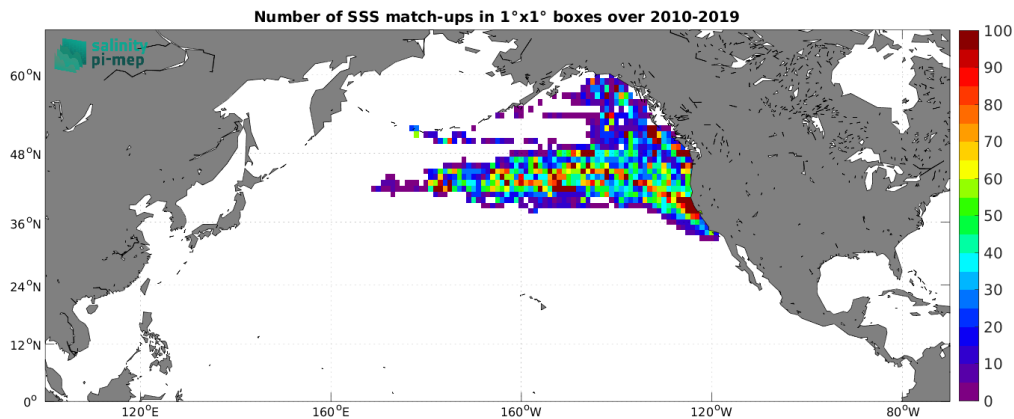 Number of SSS match-ups in 1°x1° boxes over 2010-2019
salinity
pi-mep
60°N
48°N
36°N
24°N
12°N
0°
120°E
160°E
160°W
120°W
80°W
100
90
80
70
60
50
40
30
20
10
0